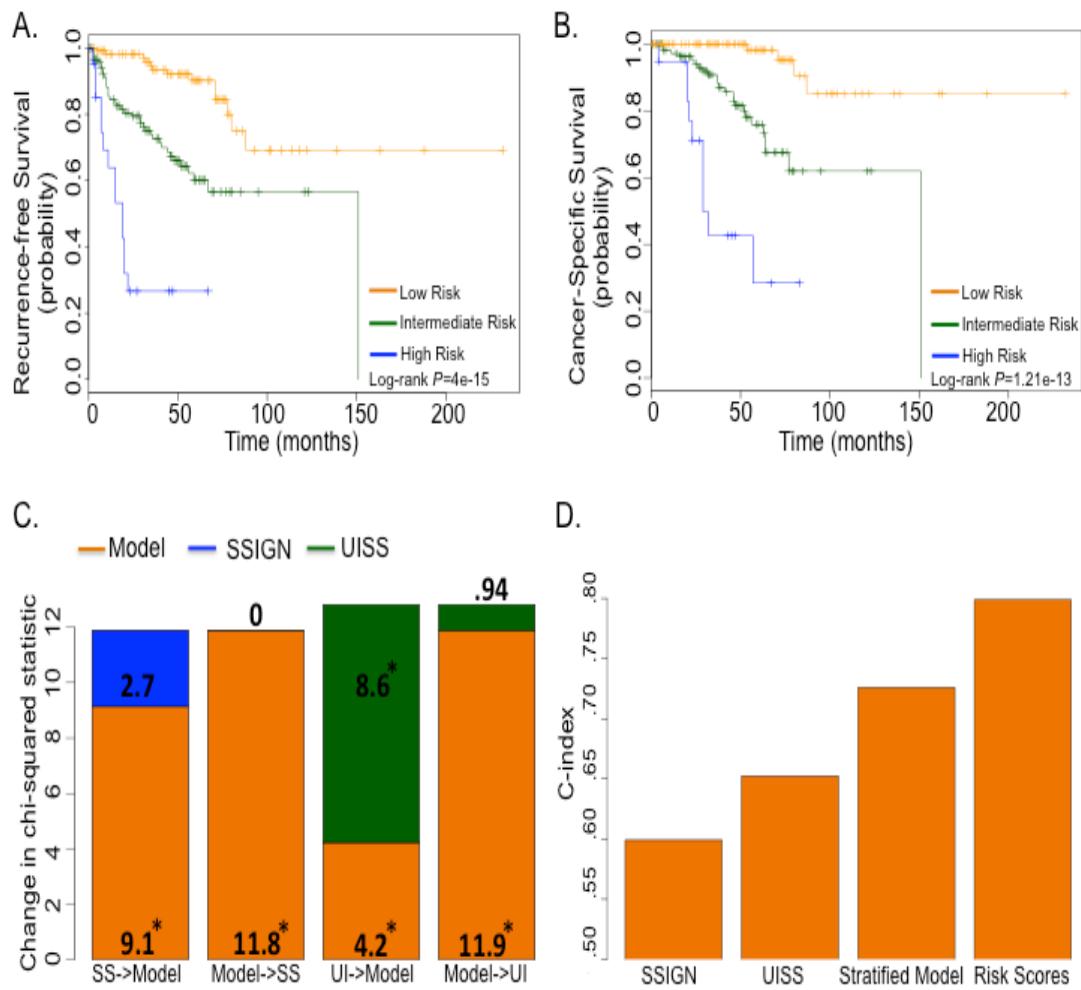 A.
Recurrence-free Survival
(probability)
0.0 0.2 0.4 0.6 0.8 1.0
Low Risk
Intermediate Risk
High Risk
Log-rank P=4e-15
0 50 100 150 200
Time (months)
B.
Cancer-Specific Survival
(probability)
0.0 0.2 0.4 0.6 0.8 1.0
Low Risk
Intermediate Risk
High Risk
Log-rank P=1.21e-13
0 50 100 150 200
Time (months)
C.
Model SSIGN UISS
Change in chi-squared statistic
0 2 4 6 8 10 12
2.7
9.1*
0
11.8*
8.6*
4.2*
.94
11.9*
SS->Model Model->SS UI->Model Model->UI
D.
C-index
.50 .55 .60 .65 .70 .75 .80
SSIGN UISS Stratified Model Risk Scores